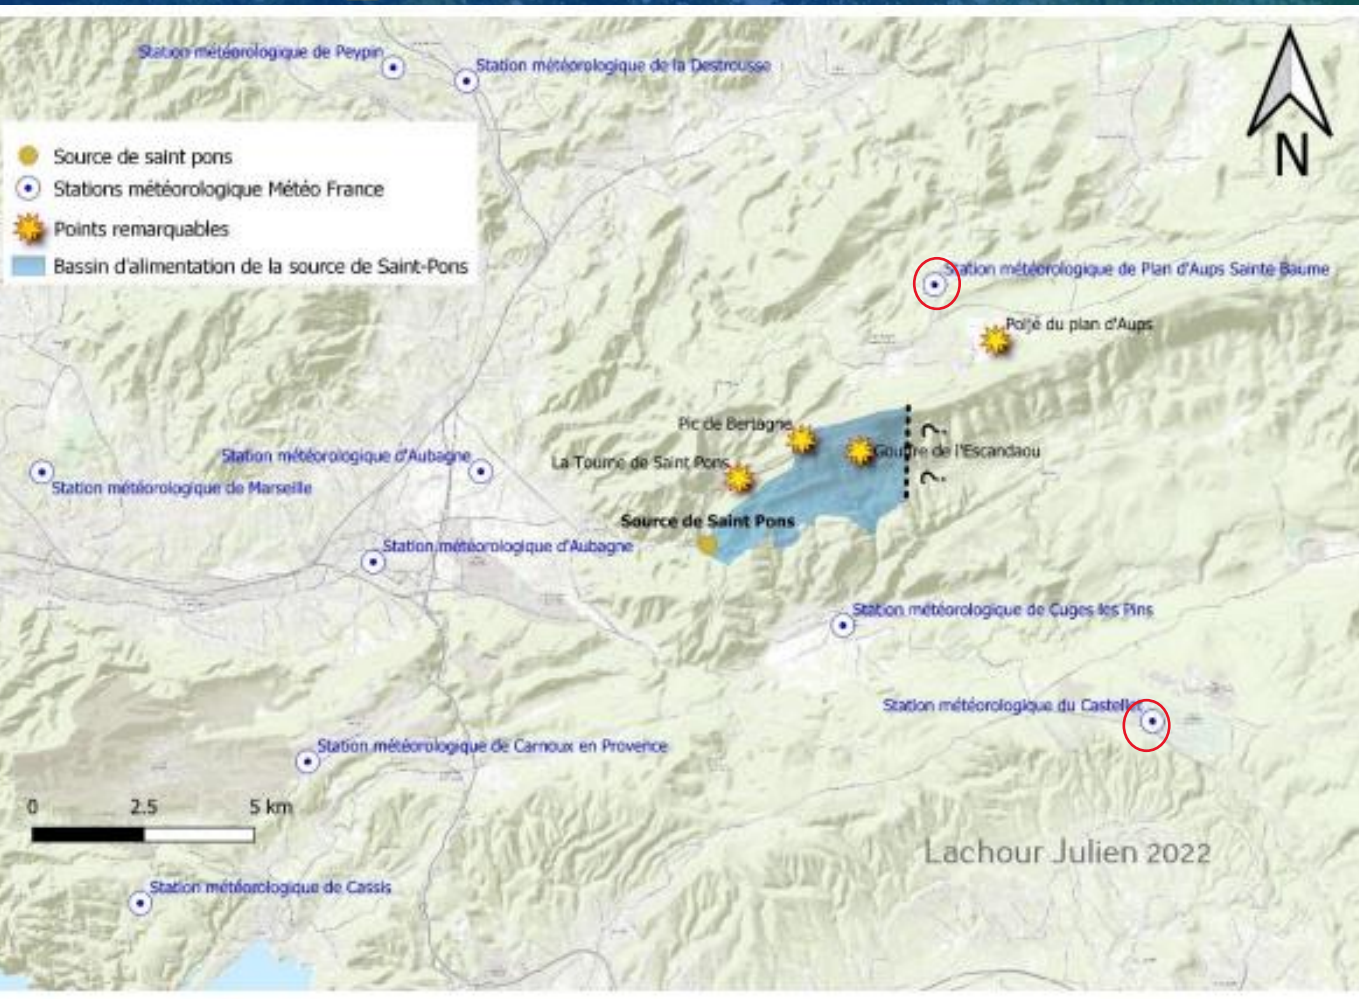 Station météorologique de Peypin
Station météorologique de la Destrousse
N
Source de saint pons
Stations météorologique Météo France
Points remarquables
Bassin d'alimentation de la source de Saint-Pons
Station météorologique de Plan d'Aups Sainte Baume
Poljé du plan d'Aups
Pic de Bertagne
?
Gouffre de l'Escandaou
Station météorologique d'Aubagne
La Tourne de Saint Pons
?
Station météorologique de Marseille
Source de Saint Pons
Station météorologique d'Aubagne
Station météorologique de Cuges les Pins
Station météorologique du Castellet
Station météorologique de Carnoux en Provence
0 2.5 5 km
Lachour Julien 2022
Station météorologique de Cassis